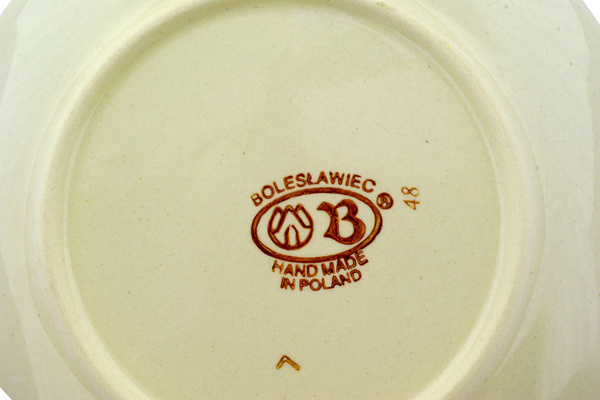 BOLESŁAWIEC
B ®
48
HAND MADE
IN POLAND